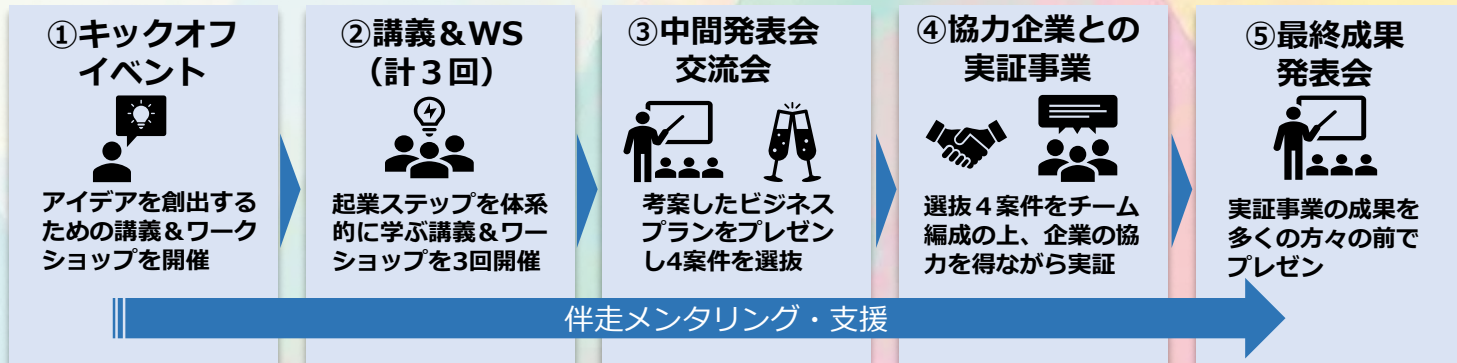 ①キックオフ
イベント
アイデアを創出する
ための講義＆ワーク
ショップを開催
②講義＆WS
（計３回）
起業ステップを体系
的に学ぶ講義＆ワー
ショップを3回開催
③中間発表会
交流会
考案したビジネス
プランをプレゼン
し4案件を選抜
④協力企業との
実証事業
選抜４案件をチーム
編成の上、企業の協
力を得ながら実証
⑤最終成果
発表会
実証事業の成果を
多くの方々の前で
プレゼン
伴走メンタリング・支援